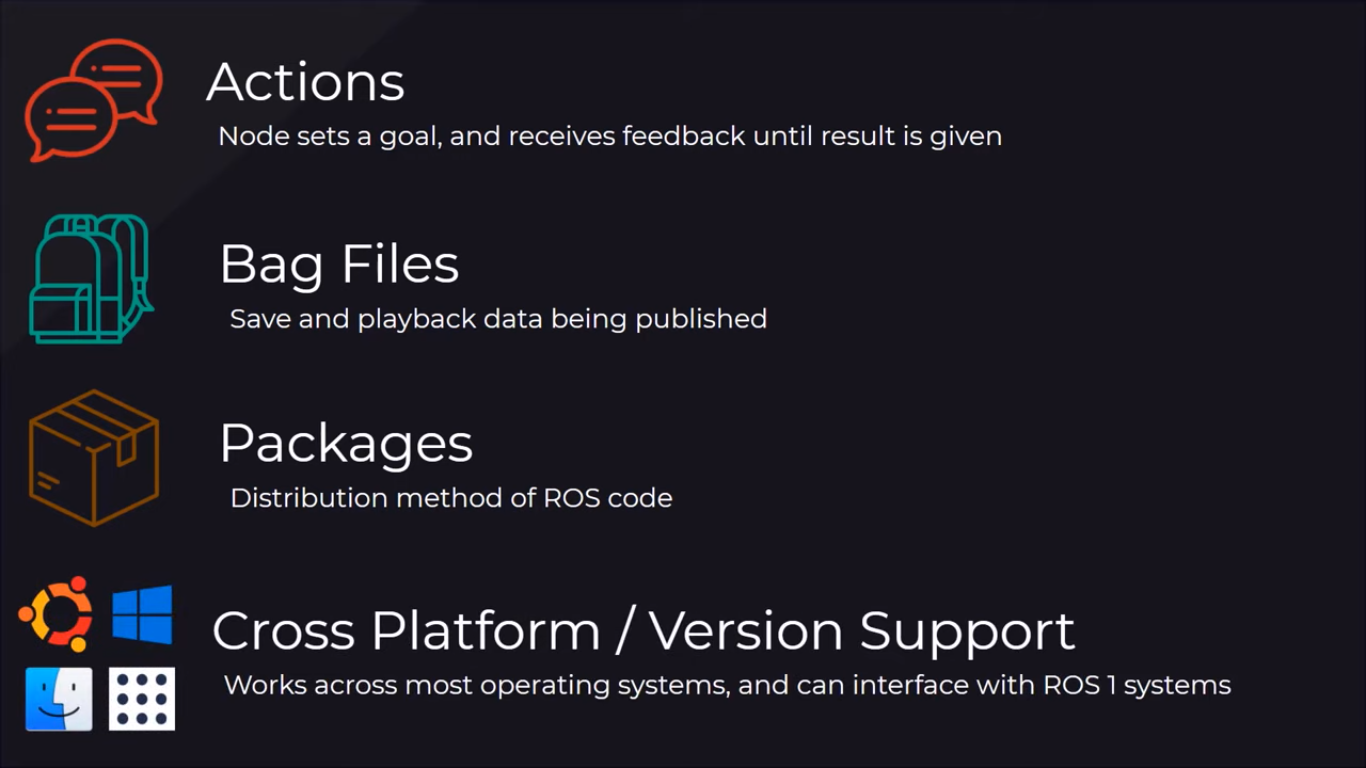 Actions
Node sets a goal, and receives feedback until result is given
Bag Files
Save and playback data being published
Packages
Distribution method of ROS code
Cross Platform / Version Support
Works across most operating systems, and can interface with ROS 1 systems